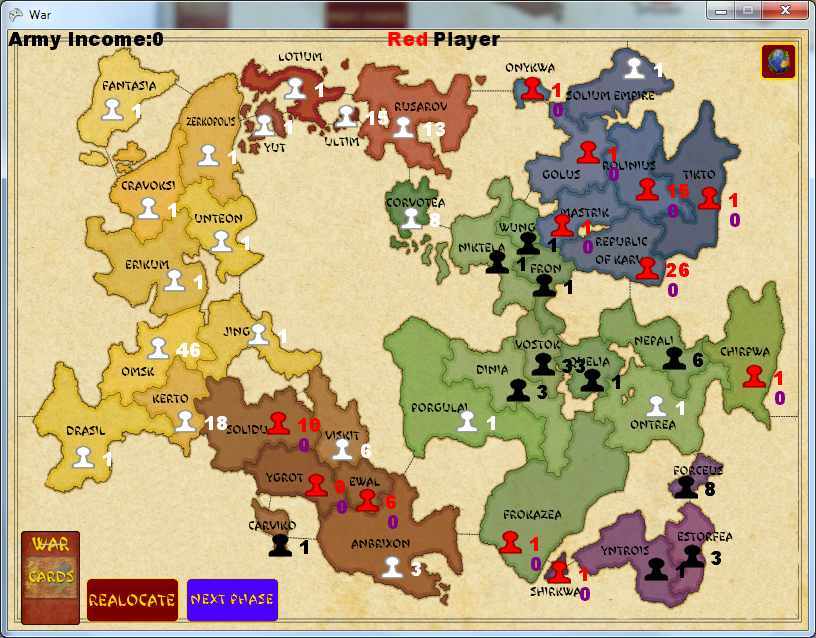 War
Army Income:0
Red Player
LOTIUM
1
FANTASIA
1
ZERKOPOLIS
1
YUT
1
ULTIM
15
RUSAROV
13
ONYKWA
1
0
SOLIUM EMPIRE
1
CRAVOKSI
1
UNTEON
1
ERIKUM
1
CORVOTEA
8
GOLUS
1
0
ROLINIUS
15
0
TIKTO
1
0
MASTRIK
1
0
REPUBLIC
OF KARV
26
0
WUNG
1
NIKTELA
1
FRON
1
JING
1
OMSK
46
KERTO
18
DRASIL
1
SOLIDU
10
0
VISKIT
6
YGROT
0
0
EWAL
6
0
CARVIKO
1
ANBRIXON
3
VOSTOK
33
DINIA
3
1
NEPALI
6
CHIRPWA
1
0
PORGULAI
1
ONTREA
1
FROKAZEA
1
0
SHIRKWA
1
0
FORCEUS
8
YNTROIS
1
ESTORFEA
3
WAR
CARDS
REALOCATE
NEXT PHASE